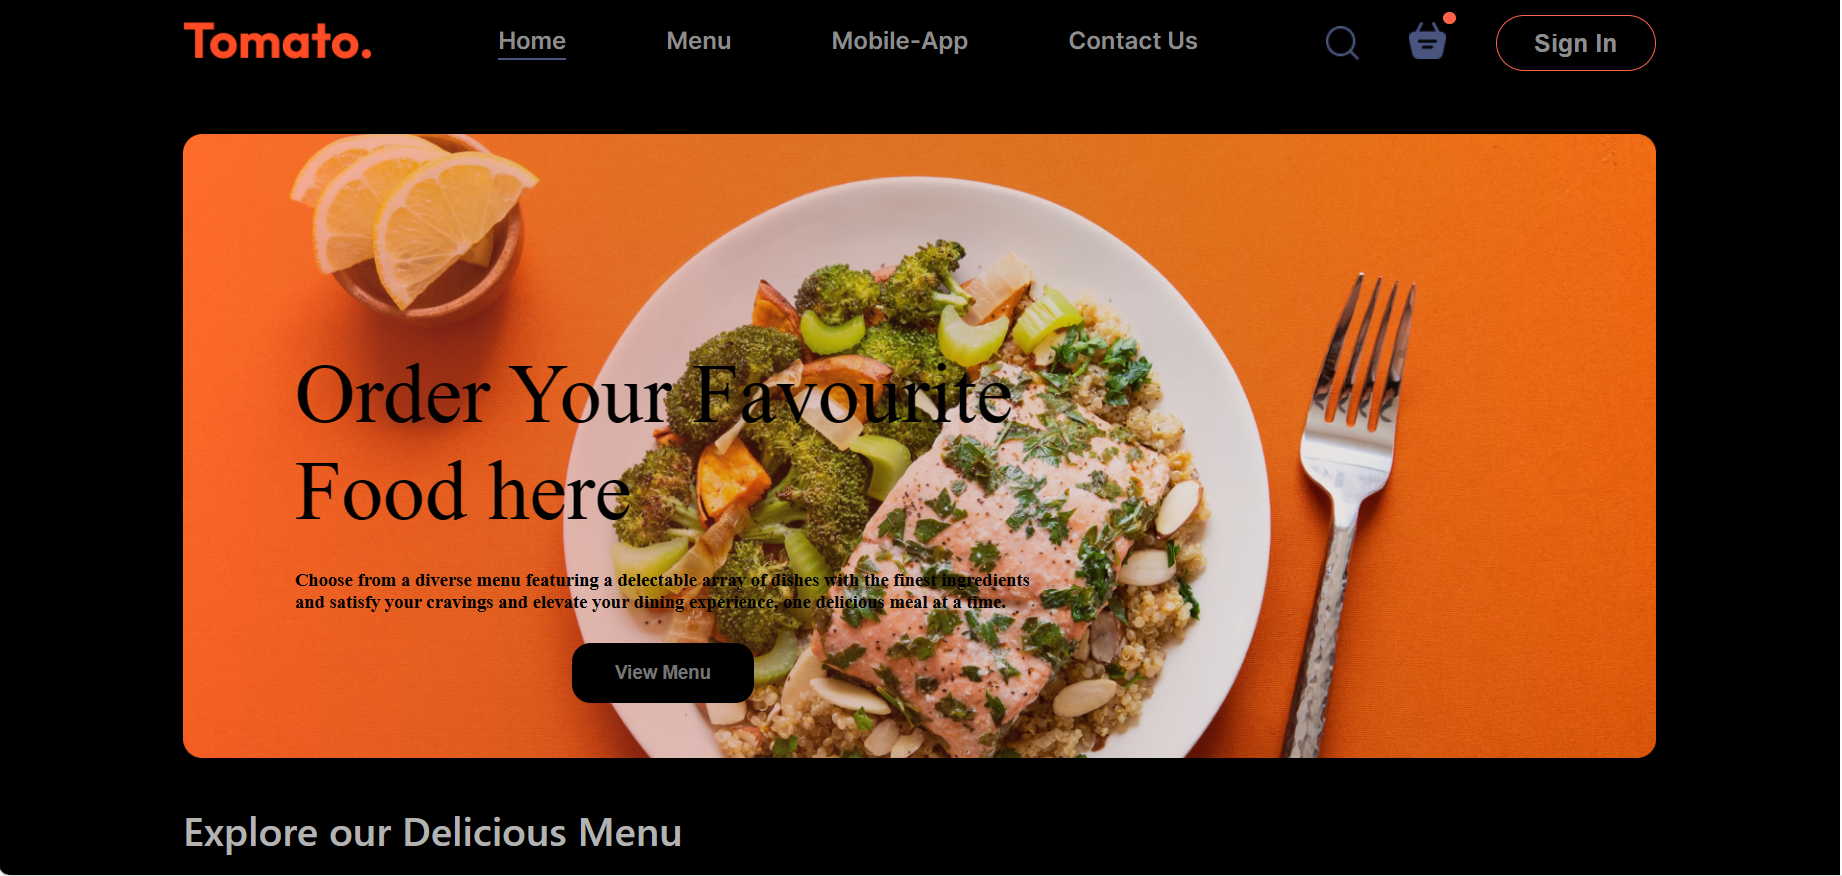 Tomato.
Home
Menu
Mobile-App
Contact Us
Sign In
Order Your Favourite
Food here
Choose from a diverse menu featuring a delectable array of dishes with the finest ingredients
and satisfy your cravings and elevate your dining experience, one delicious meal at a time.
View Menu
Explore our Delicious Menu